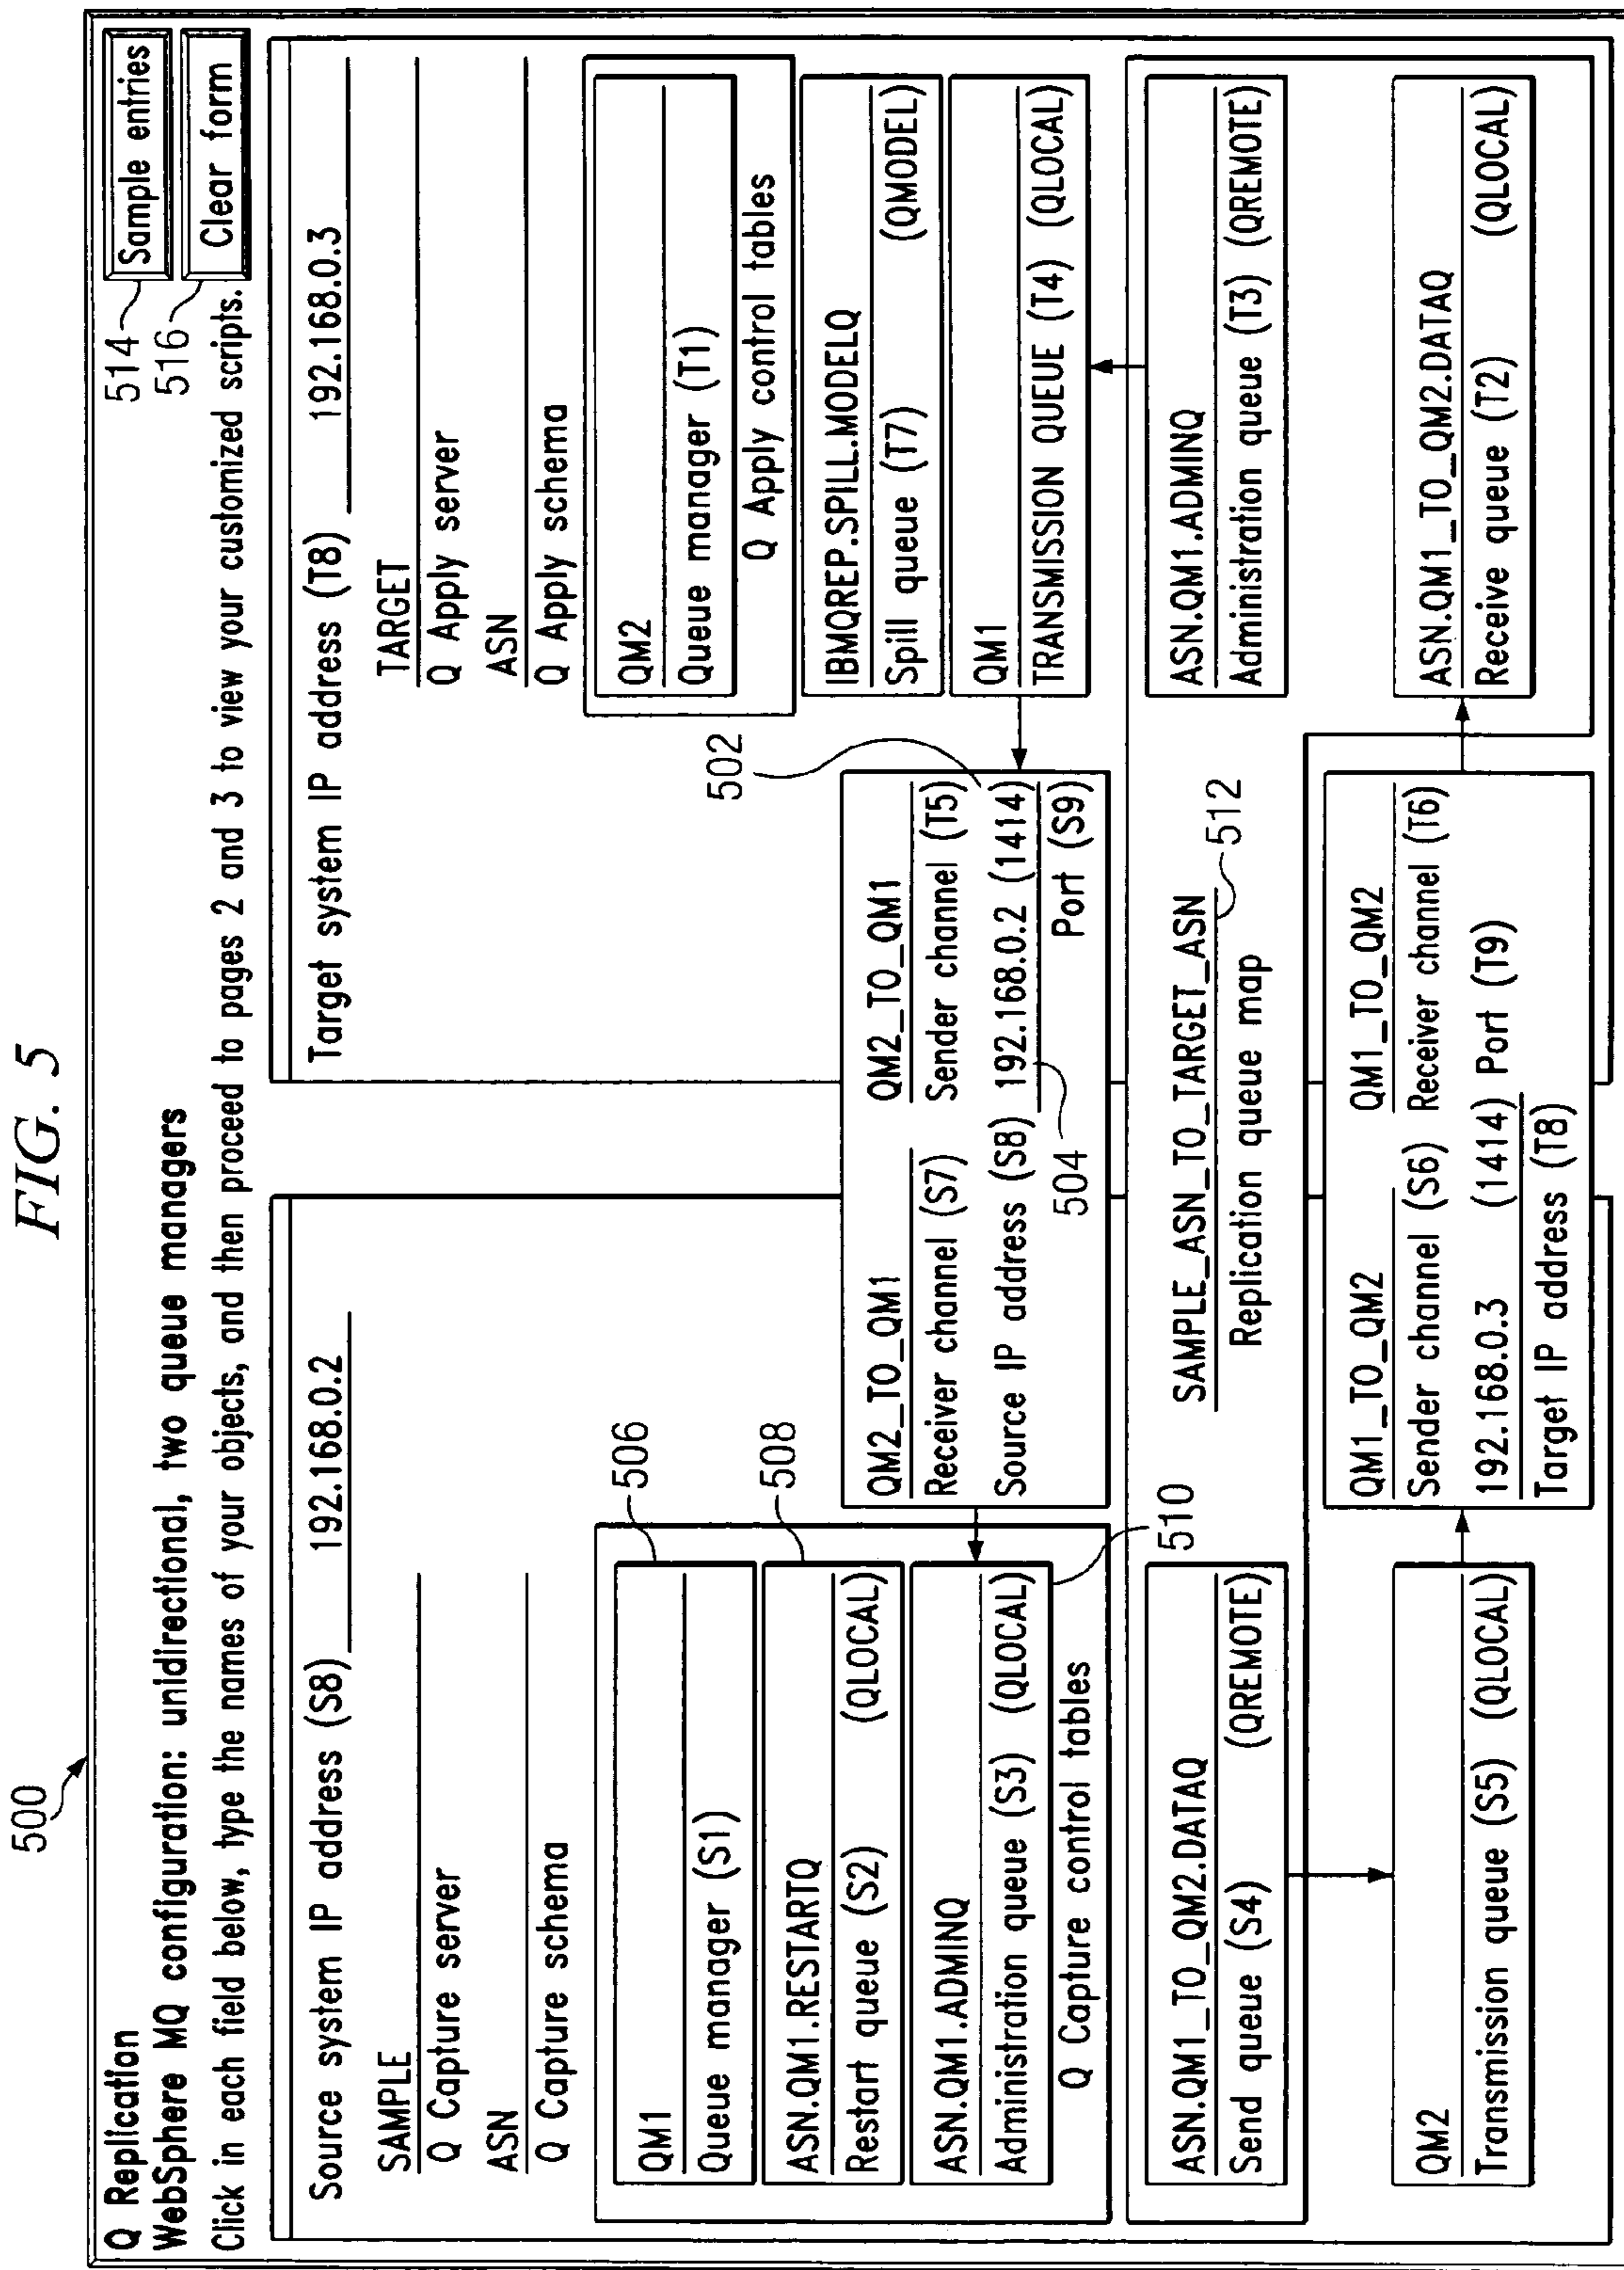 FIG. 5
500
Q Replication
WebSphere MQ configuration: unidirectional, two queue managers
Click in each field below, type the names of your objects, and then proceed to pages 2 and 3 to view your customized scripts.
514
Sample entries
516
Clear form
Source system IP address (S8) 192.168.0.2
SAMPLE
Q Capture server
ASN
Q Capture schema
QM1
Queue manager (S1)
506
ASN.QM1.RESTARTQ
Restart queue (S2) (QLOCAL)
508
ASN.QM1.ADMINQ
Administration queue (S3) (QLOCAL)
Q Capture control tables
510
Target system IP address (T8) 192.168.0.3
TARGET
Q Apply server
ASN
Q Apply schema
QM2
Queue manager (T1)
Q Apply control tables
IBMQREP.SPILL.MODELQ
Spill queue (T7) (QMODEL)
QM1
TRANSMISSION QUEUE (T4) (QLOCAL)
502
QM2_TO_QM1 QM2_TO_QM1
Receiver channel (S7) Sender channel (T5)
Source IP address (S8) 192.168.0.2 (1414)
Port (S9)
504
ASN.QM1_TO_QM2.DATAQ
Send queue (S4) (QREMOTE)
SAMPLE_ASN_TO_TARGET_ASN
Replication queue map
512
ASN.QM1.ADMINQ
Administration queue (T3) (QREMOTE)
QM2
Transmission queue (S5) (QLOCAL)
QM1_TO_QM2 QM1_TO_QM2
Sender channel (S6) Receiver channel (T6)
192.168.0.3 (1414) Port (T9)
Target IP address (T8)
ASN.QM1_TO_QM2.DATAQ
Receive queue (T2) (QLOCAL)